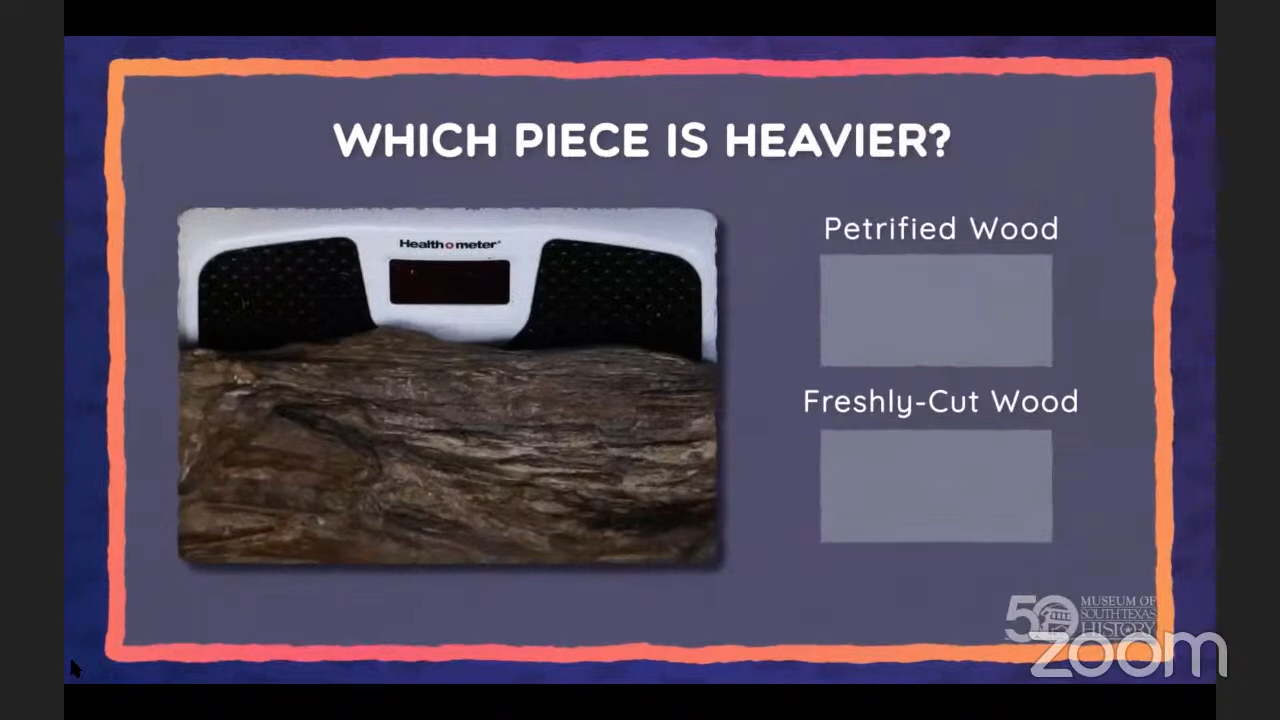 WHICH PIECE IS HEAVIER?
Health o meter®
Petrified Wood
Freshly-Cut Wood
50
MUSEUM OF
SOUTH TEXAS
HISTORY
zoom